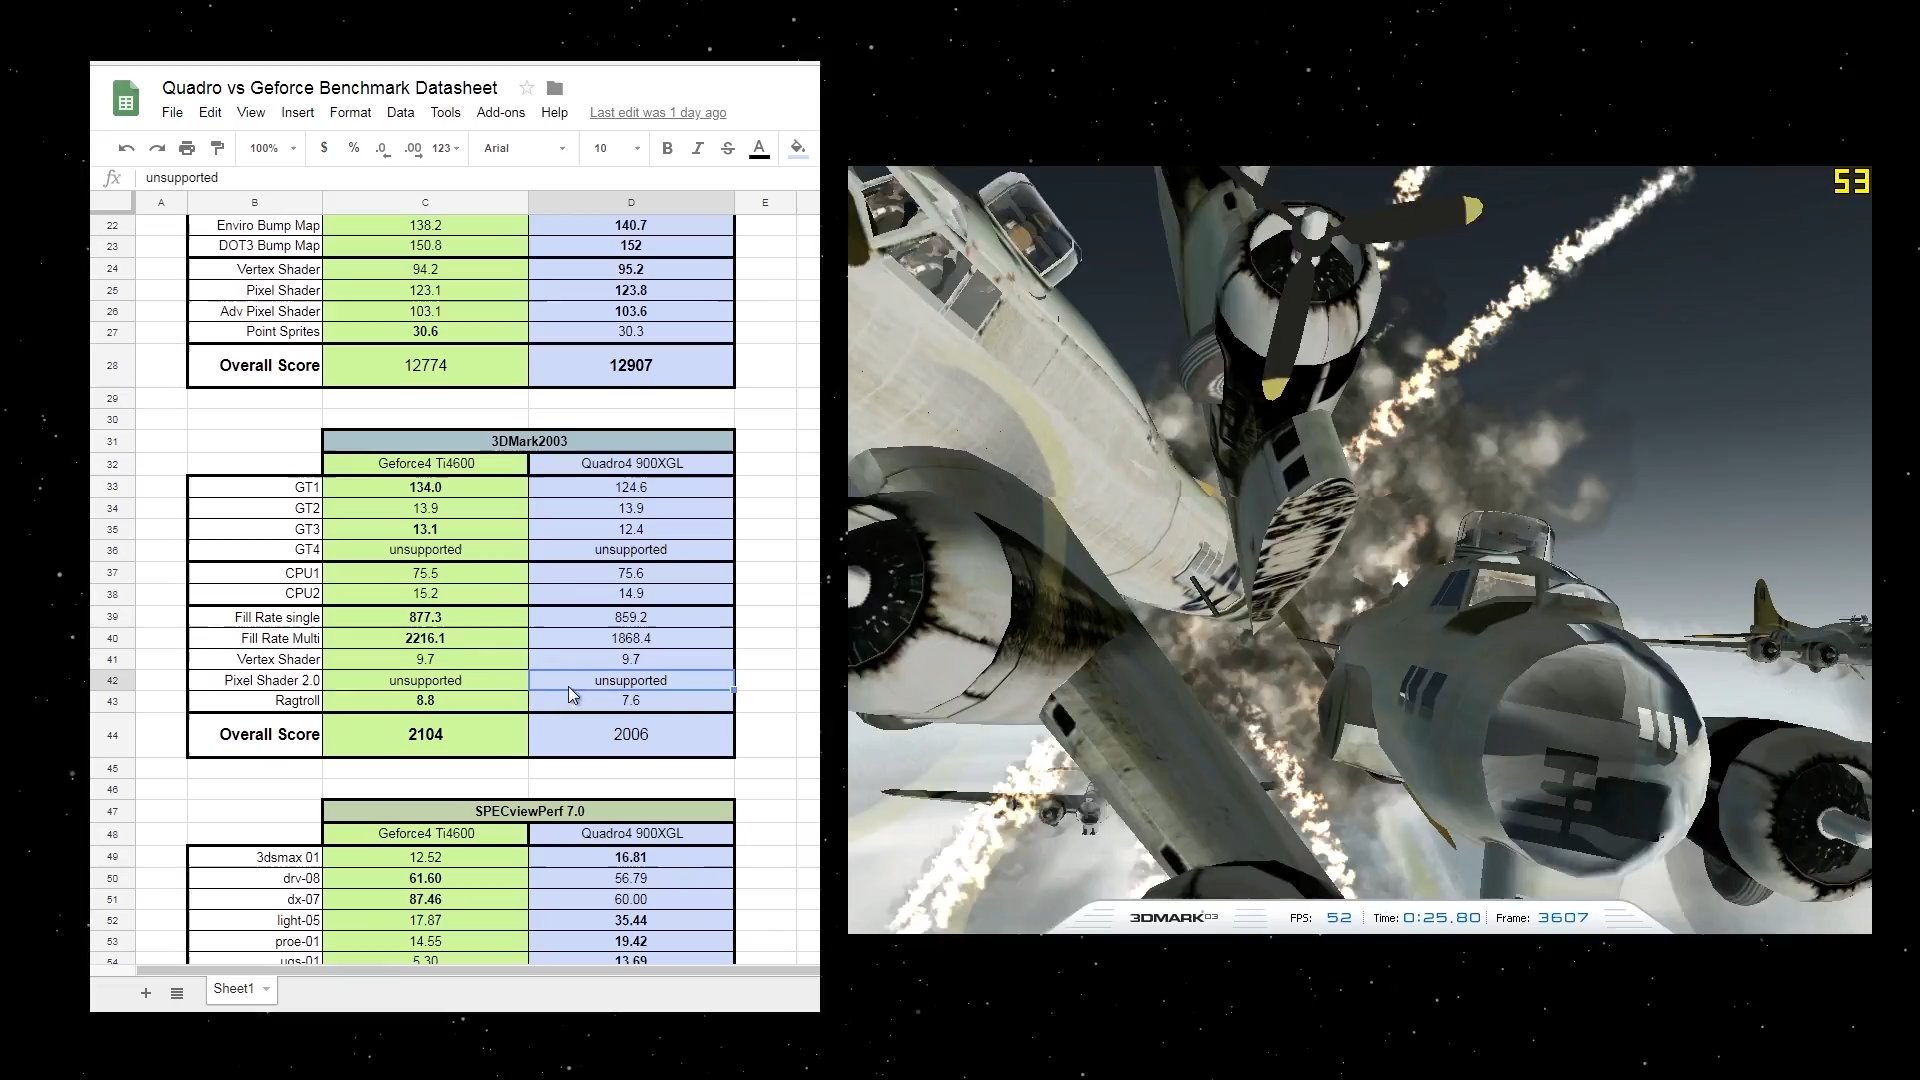 Quadro vs Geforce Benchmark Datasheet
File Edit View Insert Format Data Tools Add-ons Help Last edit was 1 day ago
100% $ % .0 .00 123 Arial 10 B I S A
fx unsupported
A B C D E
22 Enviro Bump Map 138.2 140.7
23 DOT3 Bump Map 150.8 152
24 Vertex Shader 94.2 95.2
25 Pixel Shader 123.1 123.8
26 Adv Pixel Shader 103.1 103.6
27 Point Sprites 30.6 30.3
28 Overall Score 12774 12907
29
30
31 3DMark2003
32 Geforce4 Ti4600 Quadro4 900XGL
33 GT1 134.0 124.6
34 GT2 13.9 13.9
35 GT3 13.1 12.4
36 GT4 unsupported unsupported
37 CPU1 75.5 75.6
38 CPU2 15.2 14.9
39 Fill Rate single 877.3 859.2
40 Fill Rate Multi 2216.1 1868.4
41 Vertex Shader 9.7 9.7
42 Pixel Shader 2.0 unsupported unsupported
43 Ragtroll 8.8 7.6
44 Overall Score 2104 2006
45
46
47 SPECviewPerf 7.0
48 Geforce4 Ti4600 Quadro4 900XGL
49 3dsmax 01 12.52 16.81
50 drv-08 61.60 56.79
51 dx-07 87.46 60.00
52 light-05 17.87 35.44
53 proe-01 14.55 19.42
54 ugs-01 5.30 13.69
+ Sheet1
53
3DMARK03 FPS: 52 Time: 0:25.80 Frame: 3607